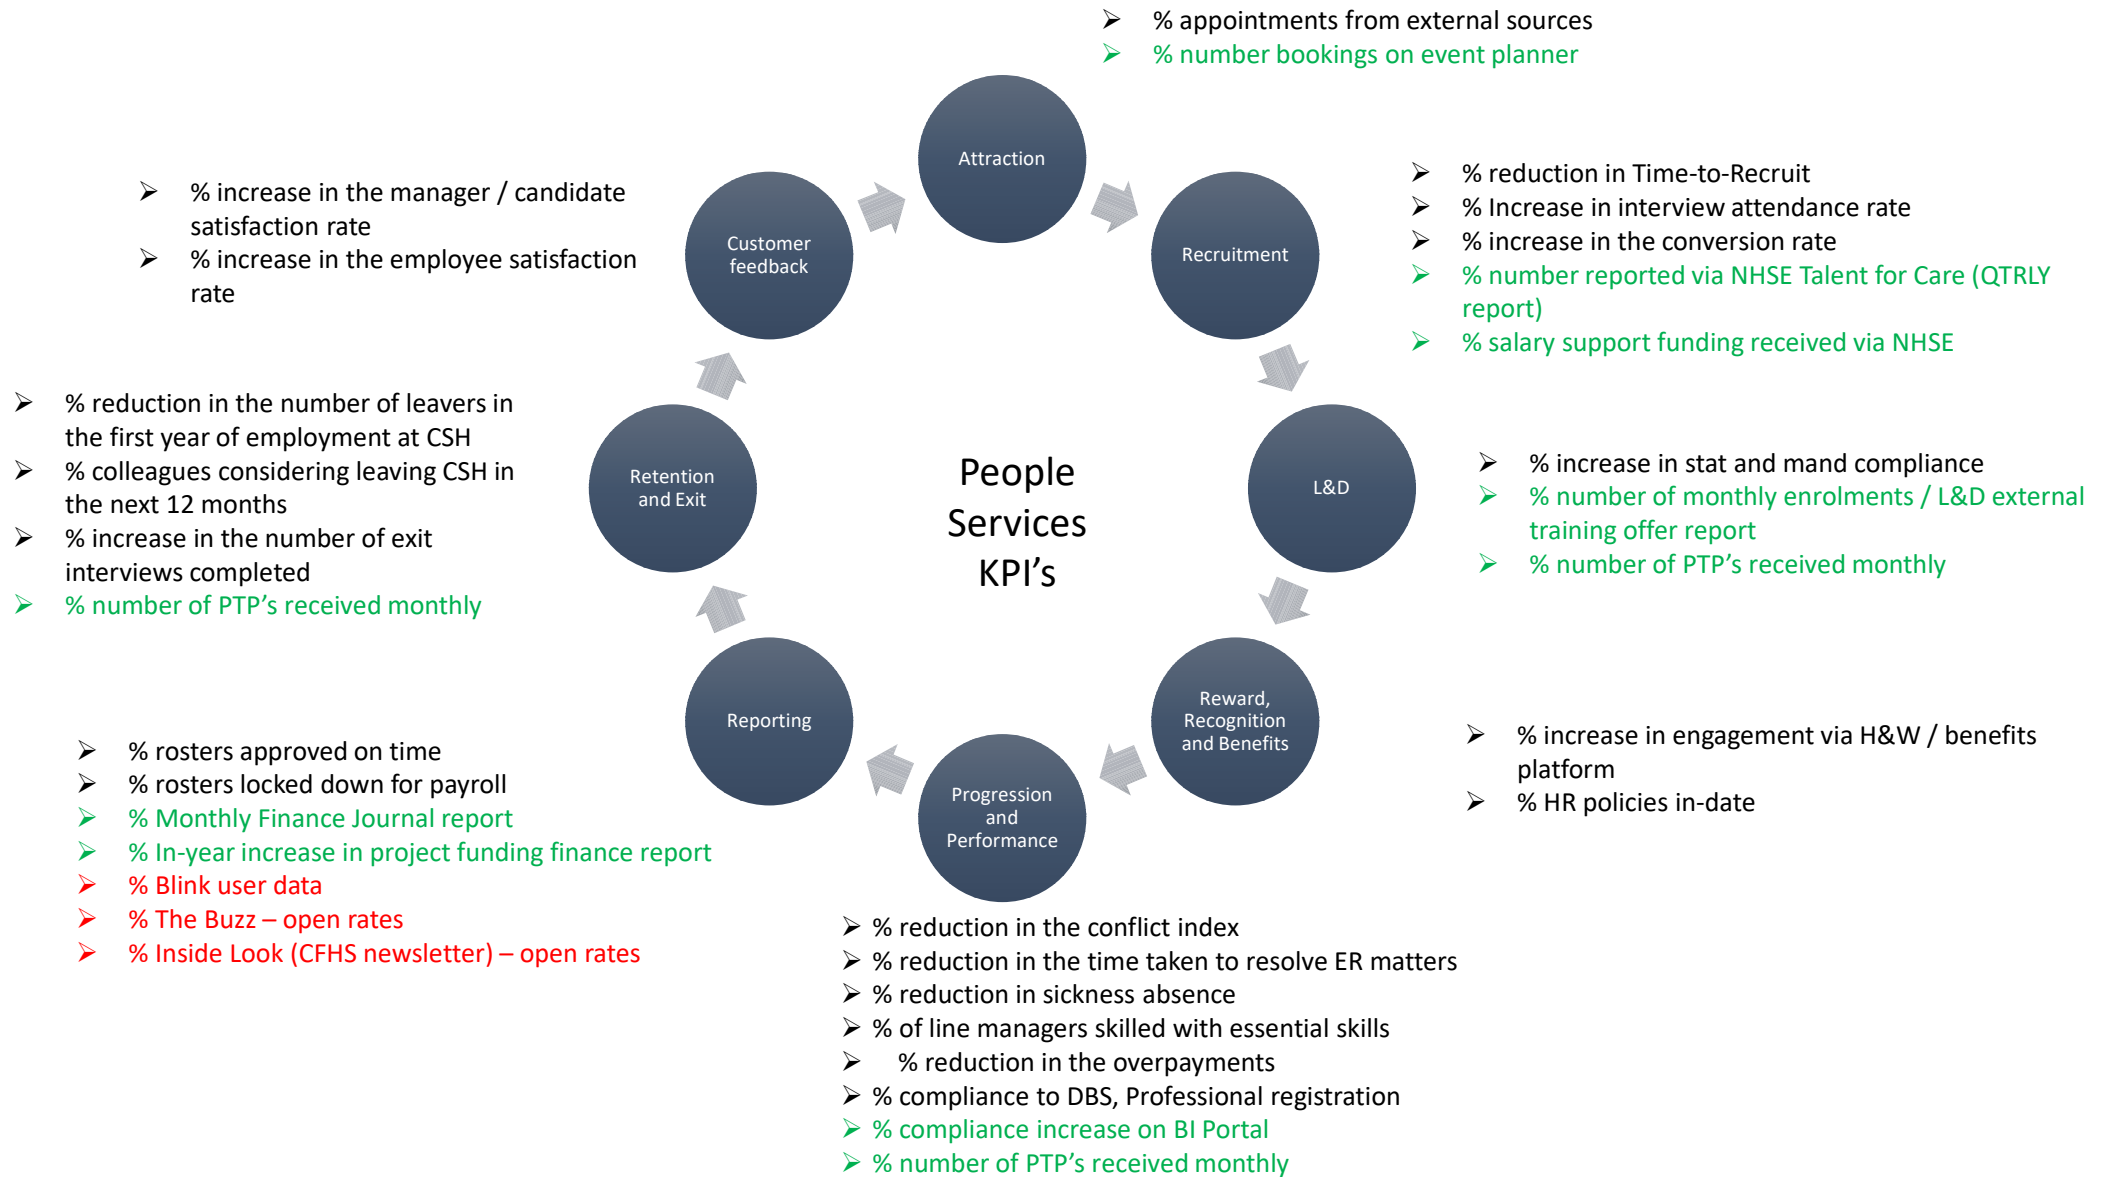 % appointments from external sources
% number bookings on event planner
Attraction
% reduction in Time-to-Recruit
% Increase in interview attendance rate
% increase in the conversion rate
% number reported via NHSE Talent for Care (QTRLY
report)
% salary support funding received via NHSE
Recruitment
% increase in the manager / candidate
satisfaction rate
% increase in the employee satisfaction
rate
Customer
feedback
% reduction in the number of leavers in
the first year of employment at CSH
% colleagues considering leaving CSH in
the next 12 months
% increase in the number of exit
interviews completed
% number of PTP's received monthly
Retention
and Exit
People
Services
KPI's
L&D
% increase in stat and mand compliance
% number of monthly enrolments / L&D external
training offer report
% number of PTP's received monthly
Reward,
Recognition
and Benefits
% increase in engagement via H&W / benefits
platform
% HR policies in-date
Reporting
% rosters approved on time
% rosters locked down for payroll
% Monthly Finance Journal report
% In-year increase in project funding finance report
% Blink user data
% The Buzz – open rates
% Inside Look (CFHS newsletter) – open rates
Progression
and
Performance
% reduction in the conflict index
% reduction in the time taken to resolve ER matters
% reduction in sickness absence
% of line managers skilled with essential skills
% reduction in the overpayments
% compliance to DBS, Professional registration
% compliance increase on BI Portal
% number of PTP's received monthly